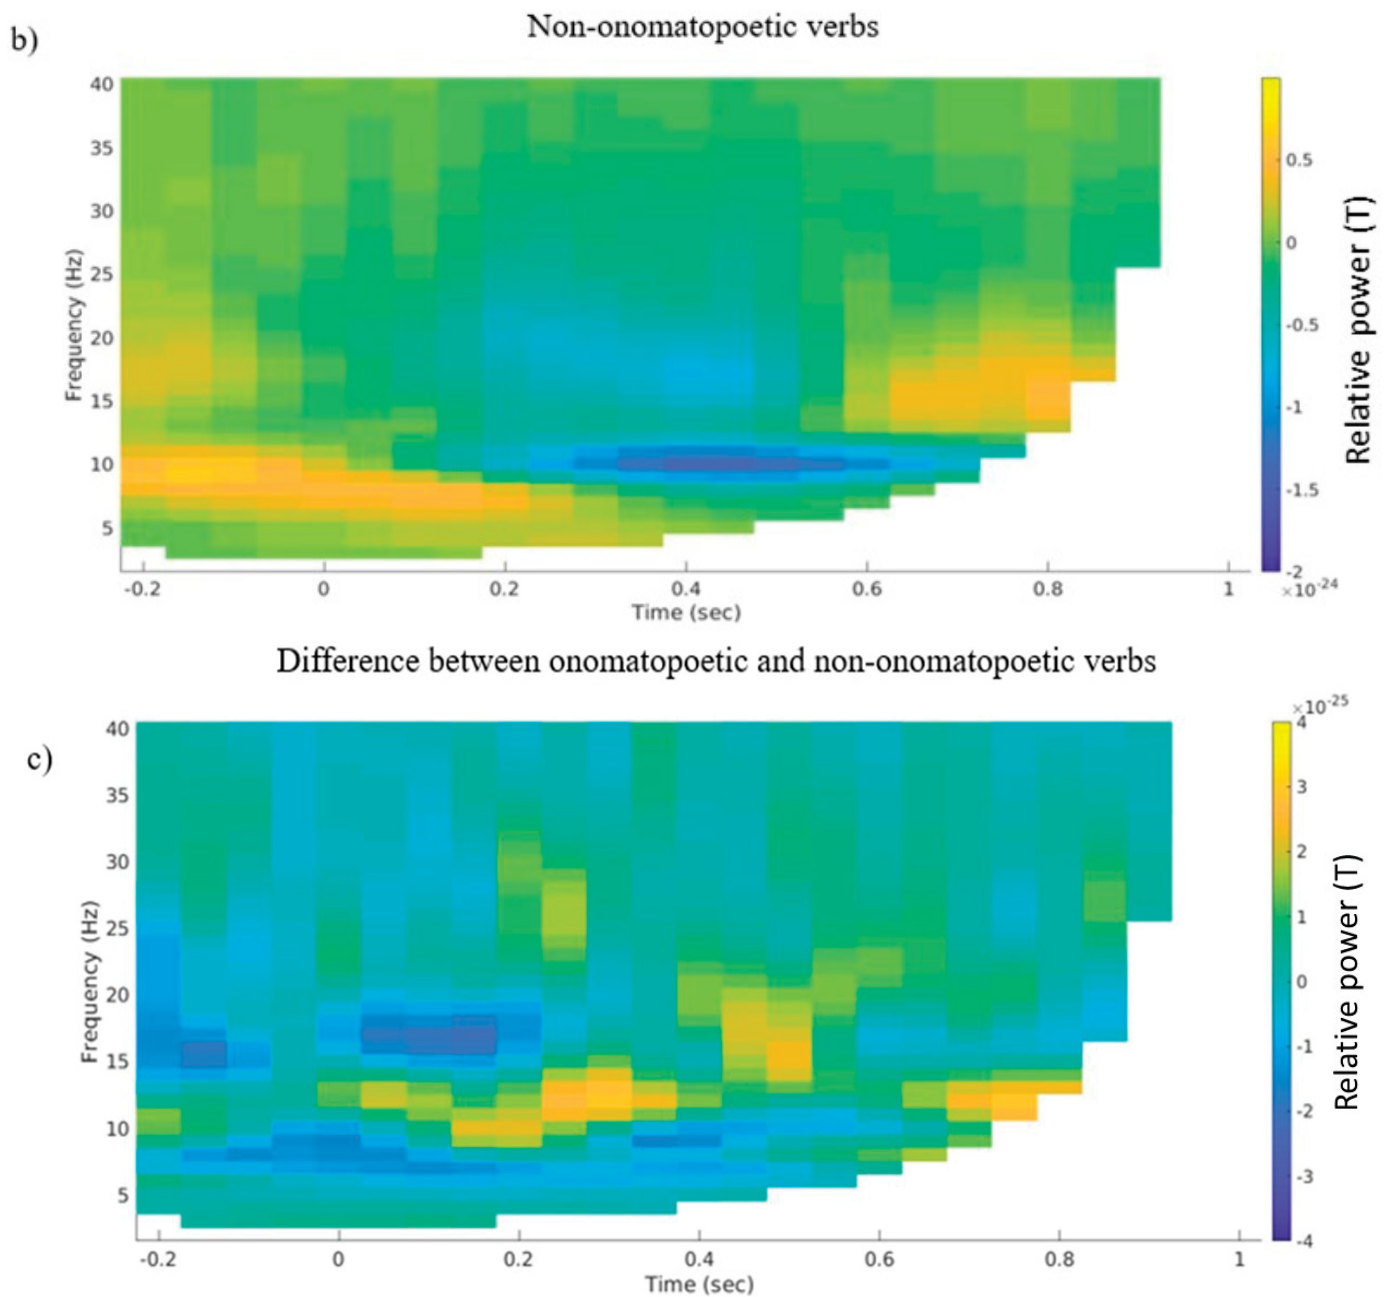 b)
Non-onomatopoetic verbs
40
35
30
25
20
15
10
5
Frequency (Hz)
-0.2 0 0.2 0.4 0.6 0.8 1
Time (sec)
0.5
0
-0.5
-1
-1.5
-2
×10-24
Relative power (T)
Difference between onomatopoetic and non-onomatopoetic verbs
c)
40
35
30
25
20
15
10
5
Frequency (Hz)
-0.2 0 0.2 0.4 0.6 0.8 1
Time (sec)
×10-25
4
3
2
1
0
-1
-2
-3
-4
Relative power (T)